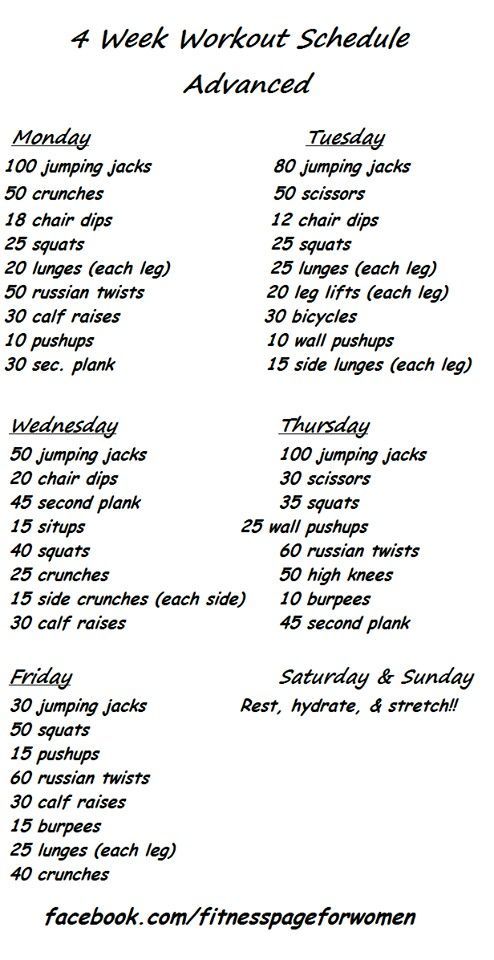 4 Week Workout Schedule
Advanced
Monday
100 jumping jacks
50 crunches
18 chair dips
25 squats
20 lunges (each leg)
50 russian twists
30 calf raises
10 pushups
30 sec. plank
Tuesday
80 jumping jacks
50 scissors
12 chair dips
25 squats
25 lunges (each leg)
20 leg lifts (each leg)
30 bicycles
10 wall pushups
15 side lunges (each leg)
Wednesday
50 jumping jacks
20 chair dips
45 second plank
15 situps
40 squats
25 crunches
15 side crunches (each side)
30 calf raises
Thursday
100 jumping jacks
30 scissors
35 squats
25 wall pushups
60 russian twists
50 high knees
10 burpees
45 second plank
Friday
30 jumping jacks
50 squats
15 pushups
60 russian twists
30 calf raises
15 burpees
25 lunges (each leg)
40 crunches
Saturday & Sunday
Rest, hydrate, & stretch!!
facebook.com/fitnesspageforwomen